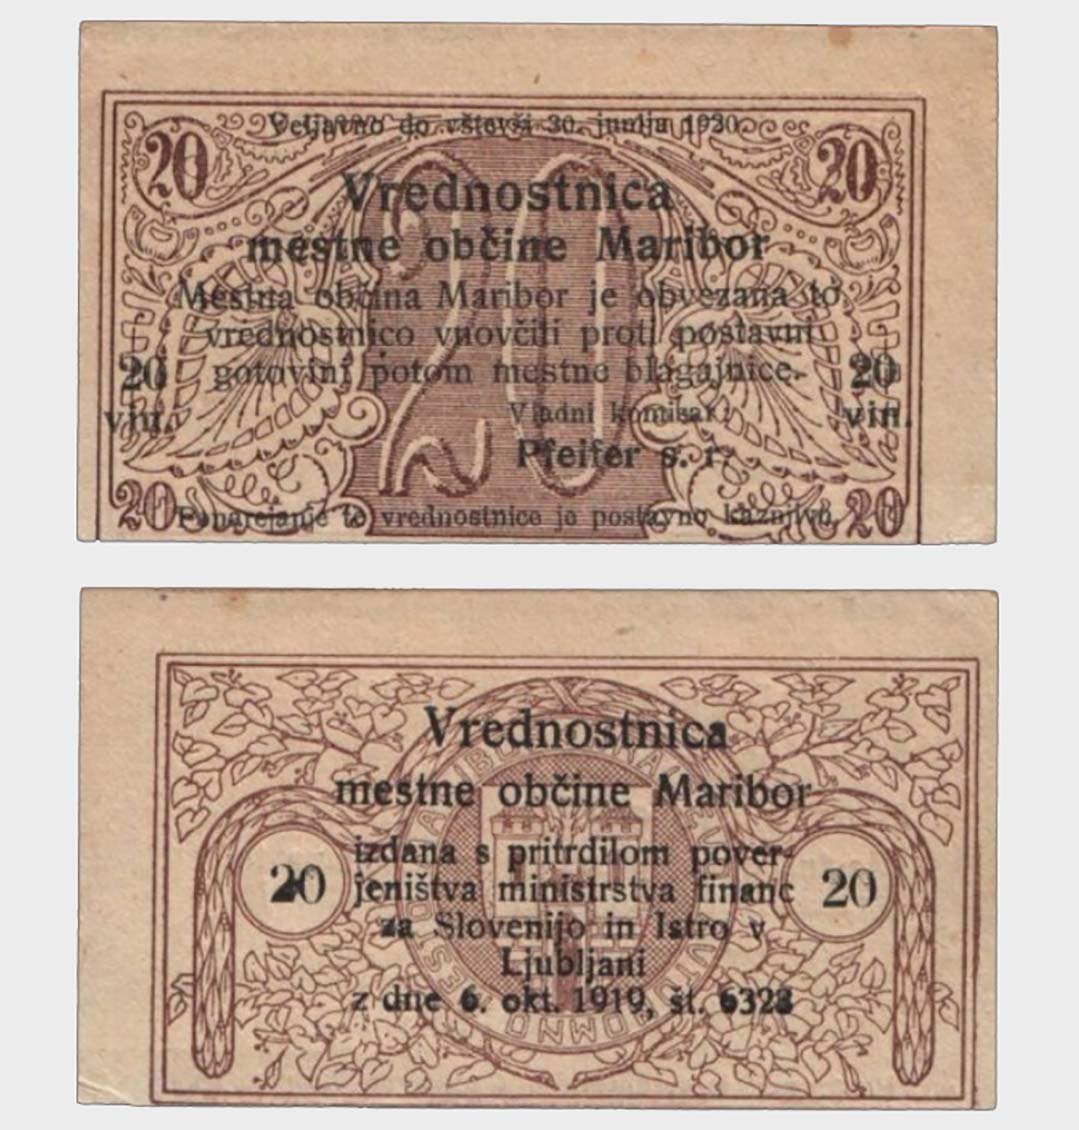 20
20
Veljavno do vštevši 30. junija 1920.
Vrednostnica
mestne občine Maribor
Mestna občina Maribor je obvezana to
vrednostnico vnovčiti proti postavni
gotovini potom mestne blagajnice.
20
vin.
20
vin.
Vladni komisar:
Pfeifer s. r.
20
Ponarejanje te vrednostnice je postavno kaznjivo.
20
20
Vrednostnica
mestne občine Maribor
izdana s pritrdilom pover-
jeništva ministrstva financ
za Slovenijo in Istro v
Ljubljani
z dne 6. okt. 1919, št. 6323
20
20